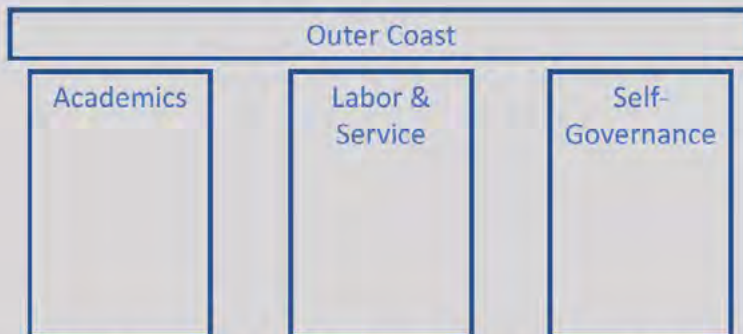 Outer Coast
Academics
Labor &
Service
Self-
Governance